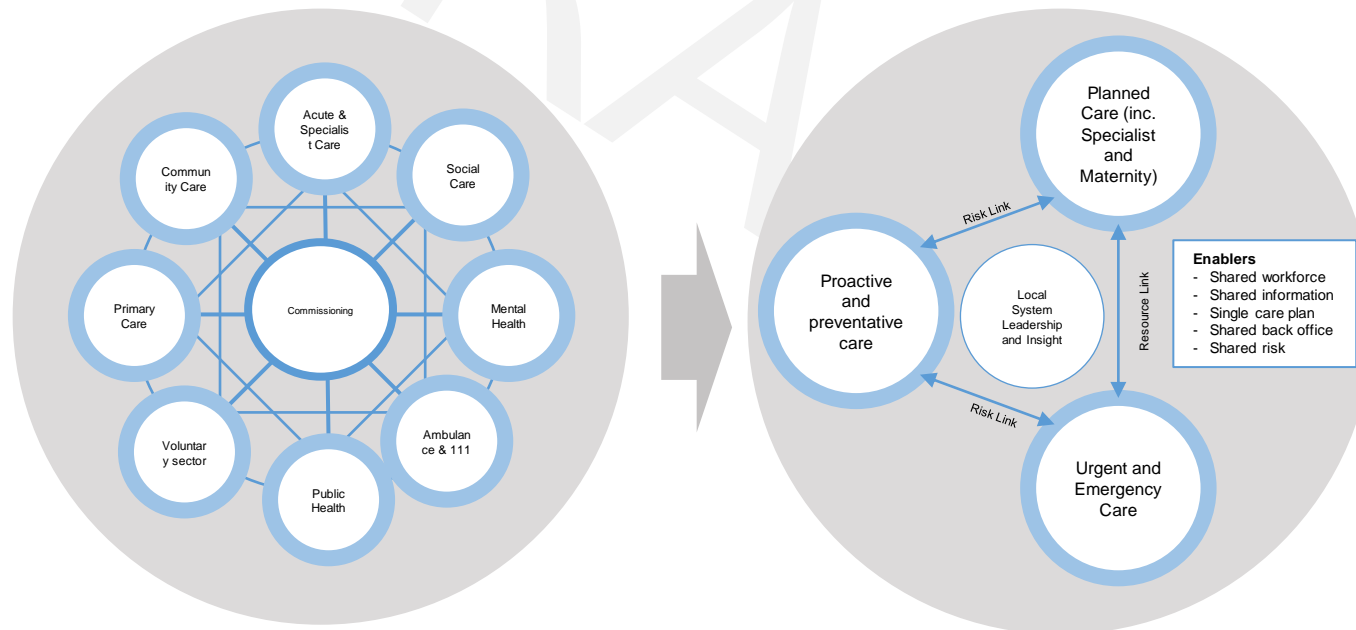 Acute &
Specialis
t Care
Commun
ity Care
Social
Care
Primary
Care
Commissioning
Mental
Health
Voluntar
y sector
Ambulan
ce & 111
Public
Health
Planned
Care (inc.
Specialist
and
Maternity)
Risk Link
Proactive and
preventative
care
Local
System
Leadership
and Insight
Resource Link
Enablers
- Shared workforce
- Shared information
- Single care plan
- Shared back office
- Shared risk
Risk Link
Urgent and
Emergency
Care